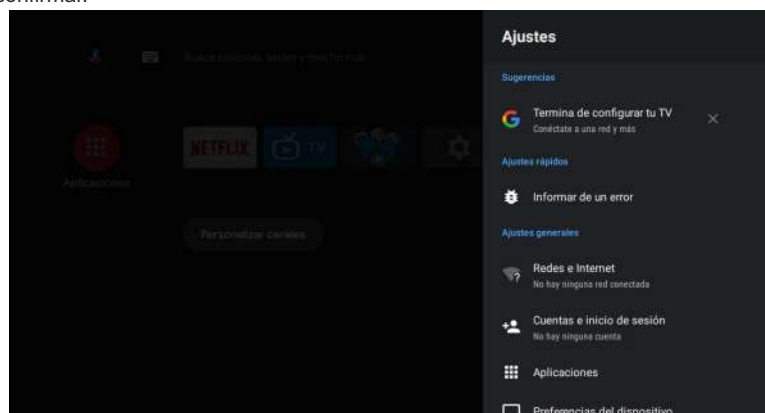 confirmar.
Ajustes
Sugerencias
Termina de configurar tu TV
Conéctate a una red y más
Ajustes rápidos
Informar de un error
Ajustes generales
Redes e Internet
No hay ninguna red conectada
Cuentas e inicio de sesión
No hay ninguna cuenta
Aplicaciones
Preferencias del dispositivo
NETFLIX
TV
Aplicaciones
Personalizar canales